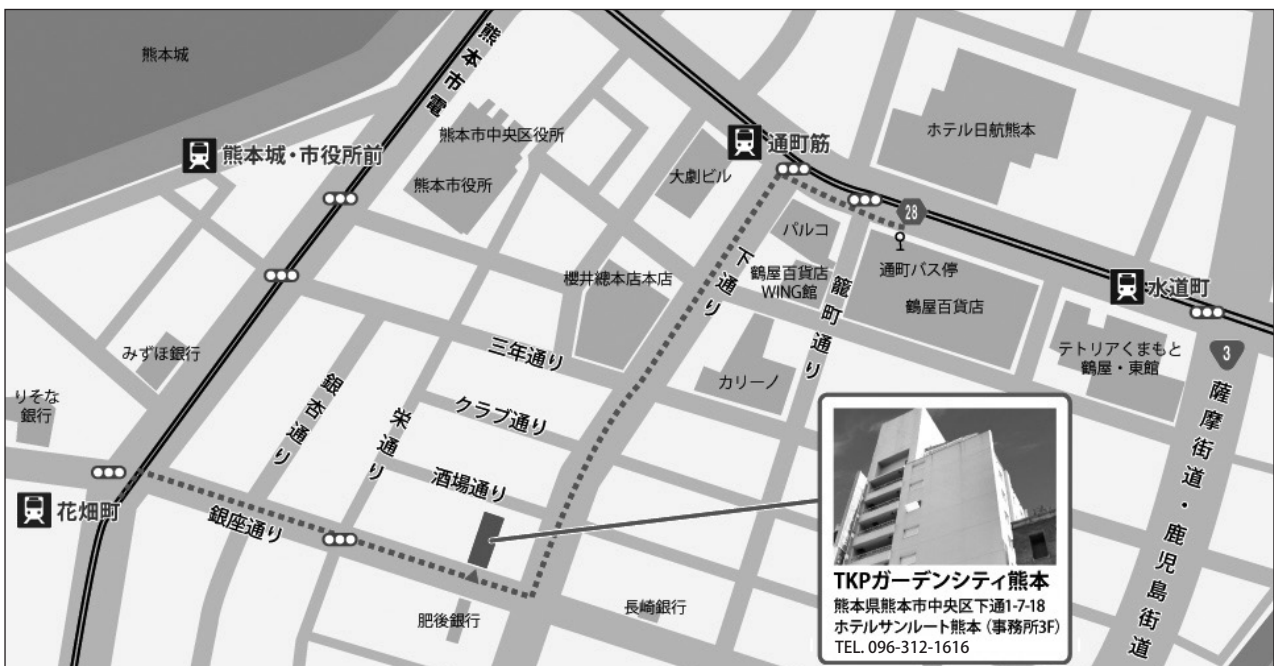 熊本城
熊本市電
熊本城・市役所前
熊本市中央区役所
熊本市役所
大劇ビル
通町筋
ホテル日航熊本
28
パルコ
下通り
鶴屋百貨店
WING館
籠町通り
通町バス停
鶴屋百貨店
水道町
テトリアくまもと
鶴屋・東館
3
薩摩街道・鹿児島街道
櫻井總本店本店
カリーノ
みずほ銀行
りそな
銀行
三年通り
銀杏通り
栄通り
クラブ通り
酒場通り
花畑町
銀座通り
肥後銀行
長崎銀行
TKPガーデンシティ熊本
熊本県熊本市中央区下通1-7-18
ホテルサンルート熊本（事務所3F）
TEL. 096-312-1616